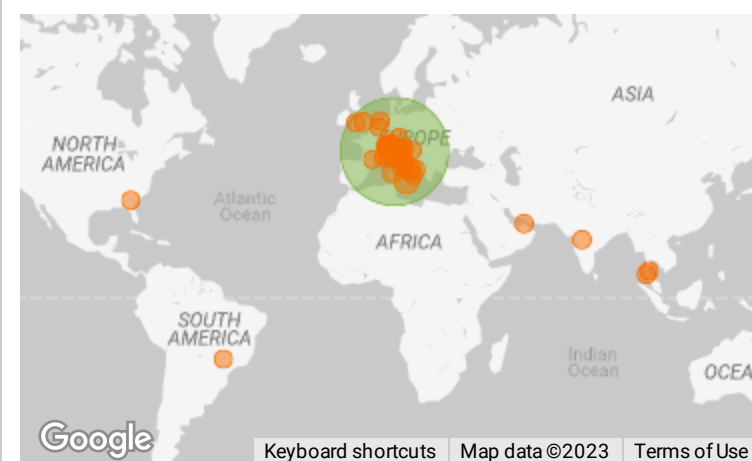 ASIA
EUROPE
NORTH
AMERICA
Atlantic
Ocean
AFRICA
SOUTH
AMERICA
Indian
Ocean
OCEA
Google
Keyboard shortcuts
Map data ©2023
Terms of Use